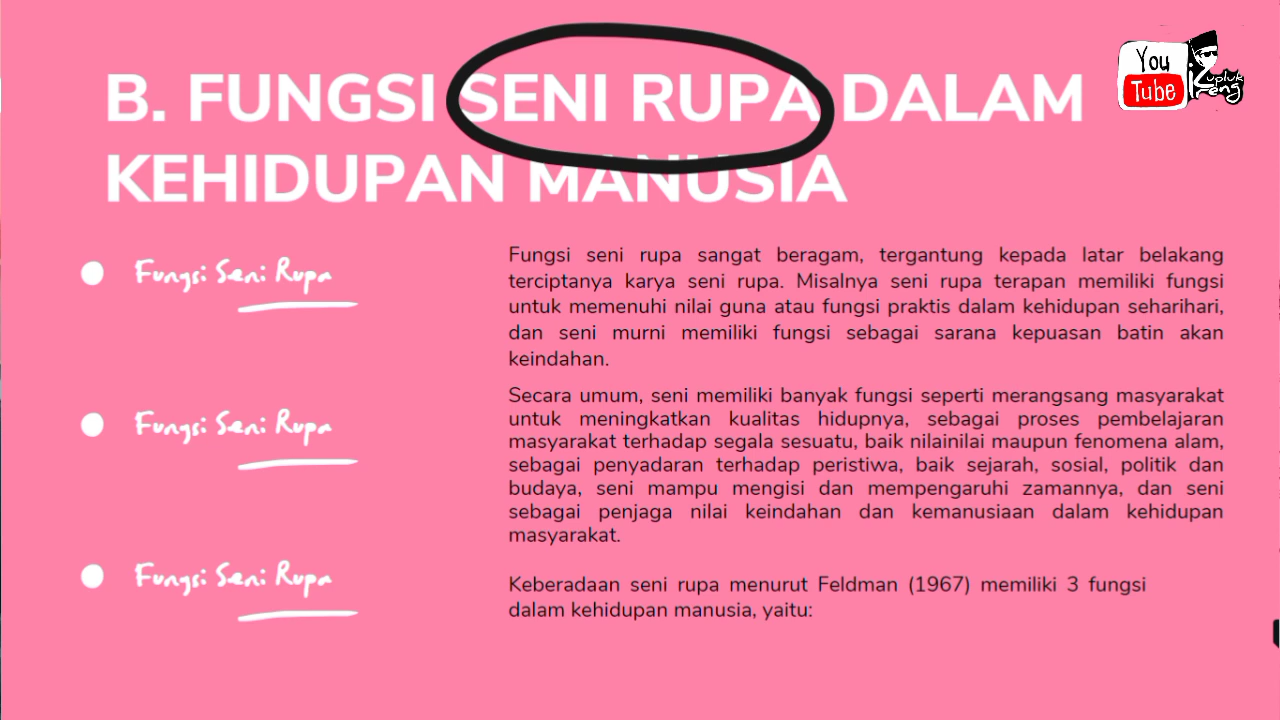 B. FUNGSI SENI RUPA DALAM
KEHIDUPAN MANUSIA
You
Tube
Kupluk
Ireng
Fungsi Seni Rupa
Fungsi seni rupa sangat beragam, tergantung kepada latar belakang
terciptanya karya seni rupa. Misalnya seni rupa terapan memiliki fungsi
untuk memenuhi nilai guna atau fungsi praktis dalam kehidupan seharihari,
dan seni murni memiliki fungsi sebagai sarana kepuasan batin akan
keindahan.
Fungsi Seni Rupa
Secara umum, seni memiliki banyak fungsi seperti merangsang masyarakat
untuk meningkatkan kualitas hidupnya, sebagai proses pembelajaran
masyarakat terhadap segala sesuatu, baik nilainilai maupun fenomena alam,
sebagai penyadaran terhadap peristiwa, baik sejarah, sosial, politik dan
budaya, seni mampu mengisi dan mempengaruhi zamannya, dan seni
sebagai penjaga nilai keindahan dan kemanusiaan dalam kehidupan
masyarakat.
Fungsi Seni Rupa
Keberadaan seni rupa menurut Feldman (1967) memiliki 3 fungsi
dalam kehidupan manusia, yaitu: